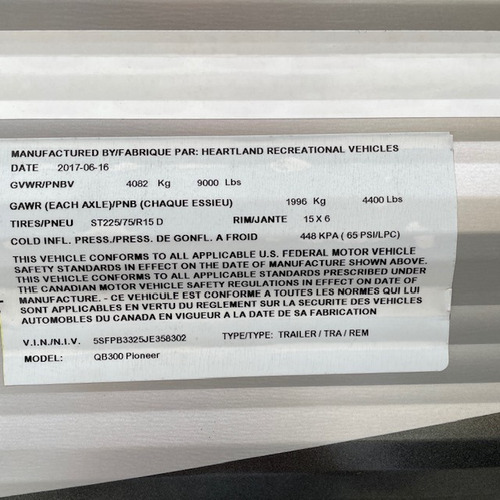 MANUFACTURED BY/FABRIQUE PAR: HEARTLAND RECREATIONAL VEHICLES
DATE 2017-06-16
GVWR/PNBV 4082 Kg 9000 Lbs
GAWR (EACH AXLE)/PNB (CHAQUE ESSIEU) 1996 Kg 4400 Lbs
TIRES/PNEU ST225/75/R15 D RIM/JANTE 15 X 6
COLD INFL. PRESS./PRESS. DE GONFL. A FROID 448 KPA ( 65 PSI/LPC)
THIS VEHICLE CONFORMS TO ALL APPLICABLE U.S. FEDERAL MOTOR VEHICLE
SAFETY STANDARDS IN EFFECT ON THE DATE OF MANUFACTURE SHOWN ABOVE.
THIS VEHICLE CONFORMS TO ALL APPLICABLE STANDARDS PRESCRIBED UNDER
THE CANADIAN MOTOR VEHICLE SAFETY REGULATIONS IN EFFECT ON DATE OF
MANUFACTURE. - CE VEHICULE EST CONFORME A TOUTES LES NORMES QUI LUI
SONT APPLICABLES EN VERTU DU REGLEMENT SUR LA SECURITE DES VEHICLES
AUTOMOBILES DU CANADA EN VIGUEUR A LA DATE DE SA FABRICATION
V.I.N./N.I.V. 5SFPB3325JE358302 TYPE/TYPE: TRAILER / TRA / REM
MODEL: QB300 Pioneer